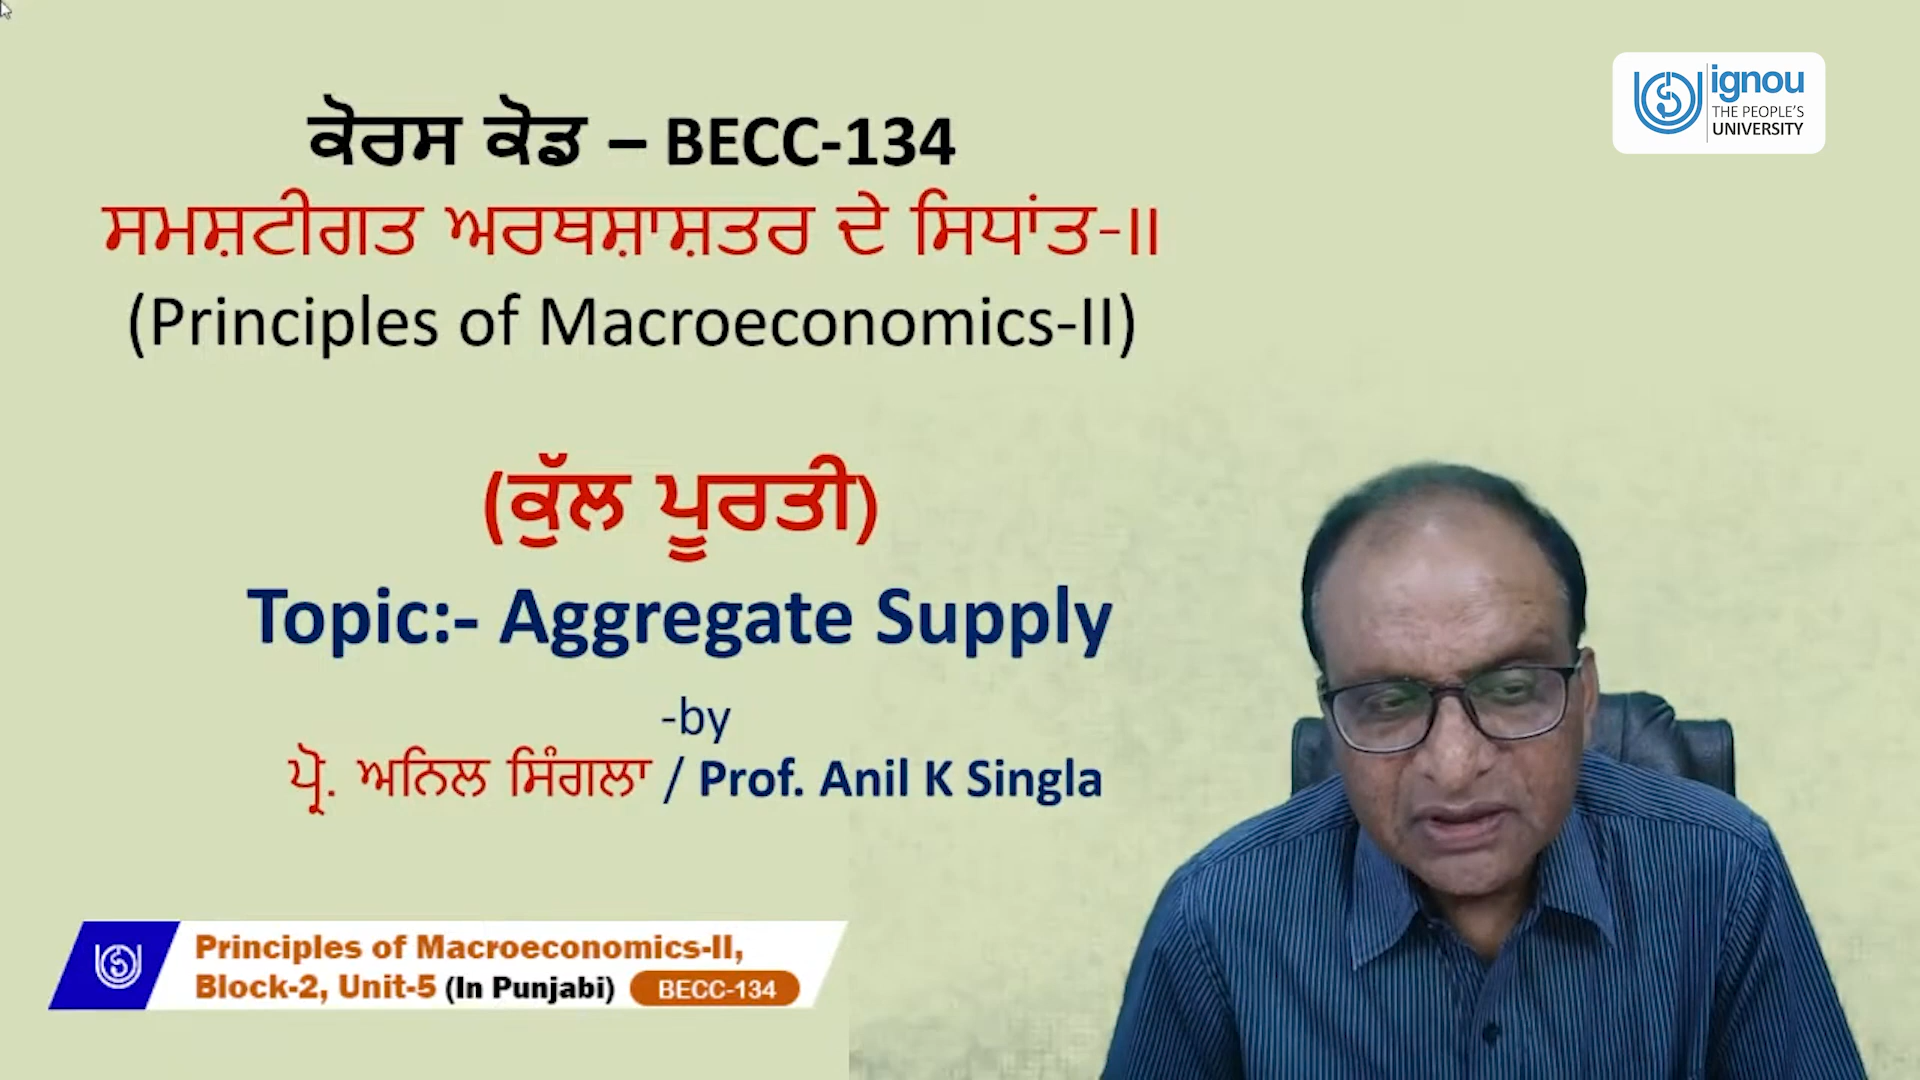 ignou
THE PEOPLE'S
UNIVERSITY
ਕੋਰਸ ਕੋਡ – BECC-134
ਸਮਸ਼ਟੀਗਤ ਅਰਥਸ਼ਾਸ਼ਤਰ ਦੇ ਸਿਧਾਂਤ-II
(Principles of Macroeconomics-II)
(ਕੁੱਲ ਪੂਰਤੀ)
Topic:- Aggregate Supply
-by
ਪ੍ਰੋ. ਅਨਿਲ ਸਿੰਗਲਾ / Prof. Anil K Singla
Principles of Macroeconomics-II,
Block-2, Unit-5 (In Punjabi) BECC-134